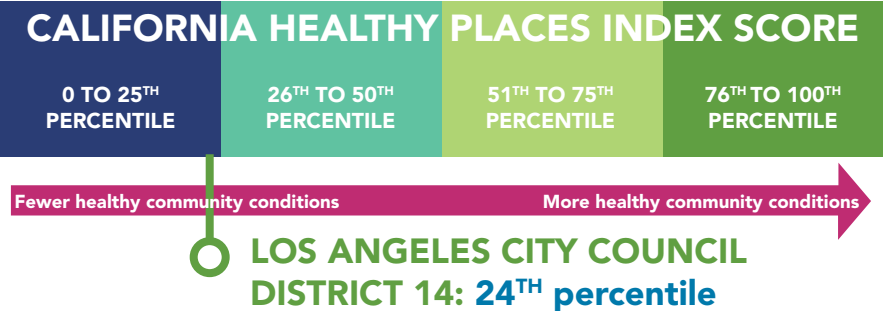 CALIFORNIA HEALTHY PLACES INDEX SCORE
0 TO 25TH
PERCENTILE
26TH TO 50TH
PERCENTILE
51TH TO 75TH
PERCENTILE
76TH TO 100TH
PERCENTILE
Fewer healthy community conditions
More healthy community conditions
LOS ANGELES CITY COUNCIL
DISTRICT 14: 24TH percentile